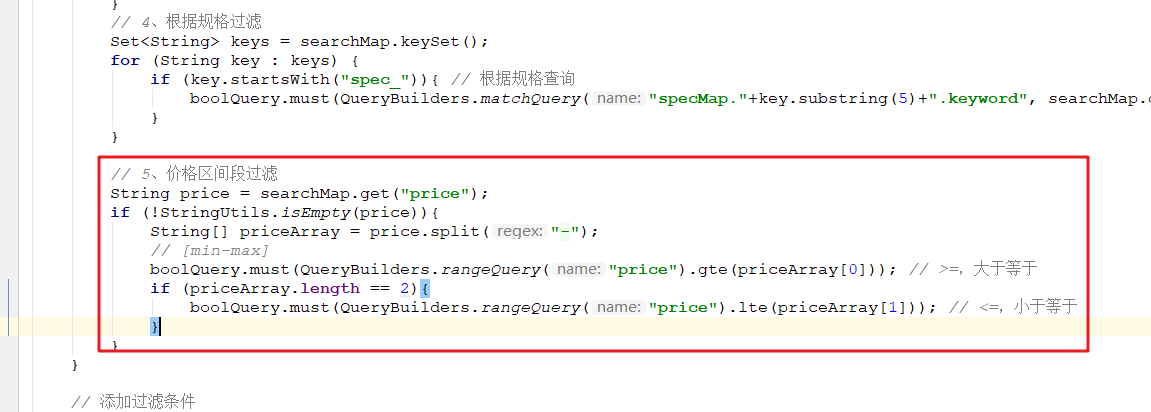 }
// 4、根据规格过滤
Set<String> keys = searchMap.keySet();
for (String key : keys) {
if (key.startsWith("spec_")){ // 根据规格查询
boolQuery.must(QueryBuilders.matchQuery( name: "specMap."+key.substring(5)+".keyword", searchMap.
}
}
// 5、价格区间段过滤
String price = searchMap.get("price");
if (!StringUtils.isEmpty(price)){
String[] priceArray = price.split( regex: "-");
// [min-max]
boolQuery.must(QueryBuilders.rangeQuery( name: "price").gte(priceArray[0])); // >=，大于等于
if (priceArray.length == 2){
boolQuery.must(QueryBuilders.rangeQuery( name: "price").lte(priceArray[1])); // <=，小于等于
}
}
}
// 添加过滤条件